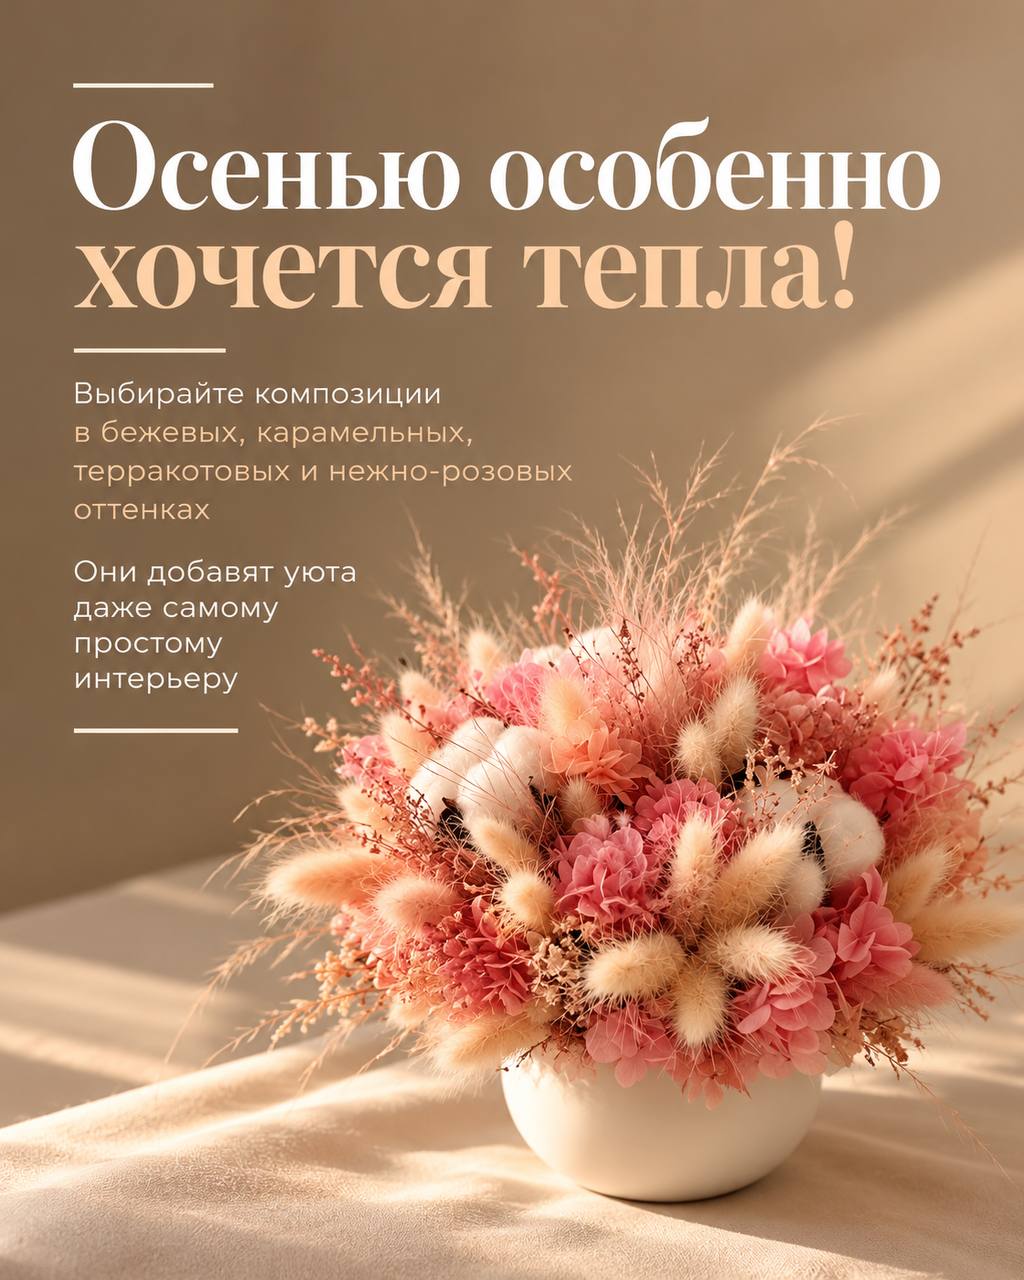 Осенью особенно
хочется тепла!
Выбирайте композиции
в бежевых, карамельных,
терракотовых и нежно-розовых
оттенках
Они добавят уюта
даже самому
простому
интерьеру